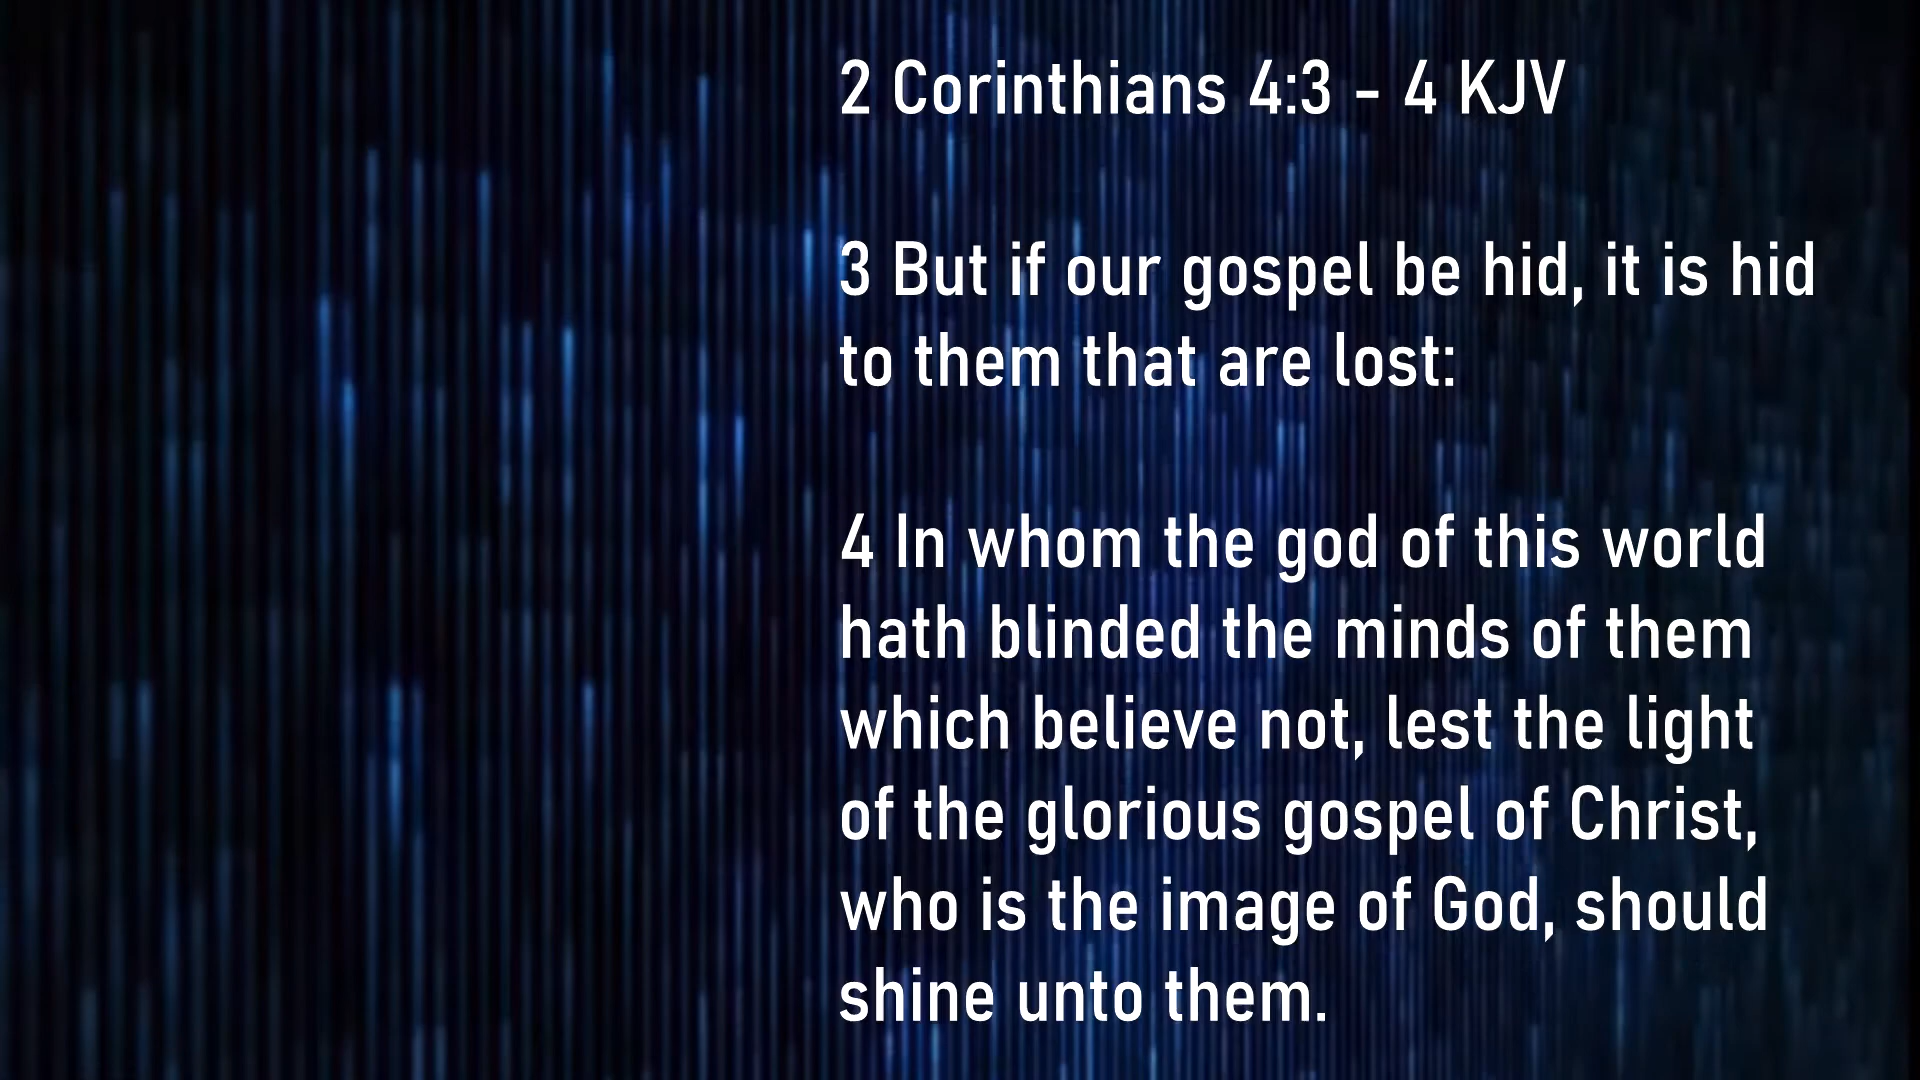 2 Corinthians 4:3 - 4 KJV
3 But if our gospel be hid, it is hid
to them that are lost:
4 In whom the god of this world
hath blinded the minds of them
which believe not, lest the light
of the glorious gospel of Christ,
who is the image of God, should
shine unto them.